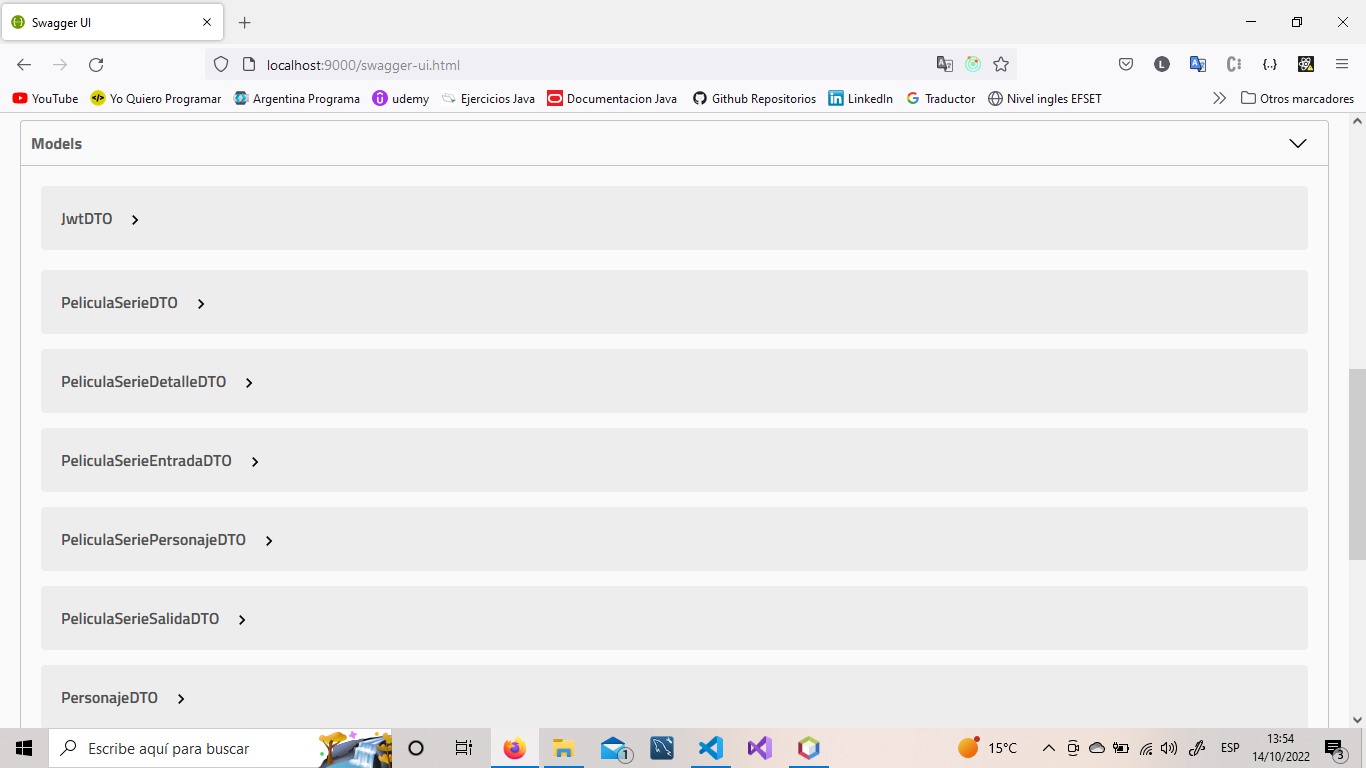 Swagger UI
localhost:9000/swagger-ui.html
YouTube Yo Quiero Programar Argentina Programa udemy Ejercicios Java Documentacion Java Github Repositorios LinkedIn Traductor Nivel ingles EFSET Otros marcadores
Models
JwtDTO
PeliculaSerieDTO
PeliculaSerieDetalleDTO
PeliculaSerieEntradaDTO
PeliculaSeriePersonajeDTO
PeliculaSerieSalidaDTO
PersonajeDTO
Escribe aquí para buscar
1
15°C
ESP
13:54
14/10/2022
3